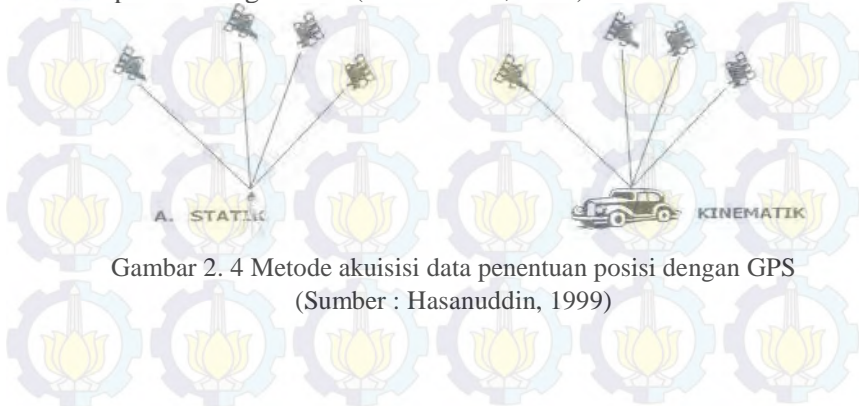 A. STATIK
KINEMATIK
Gambar 2. 4 Metode akuisisi data penentuan posisi dengan GPS
(Sumber : Hasanuddin, 1999)